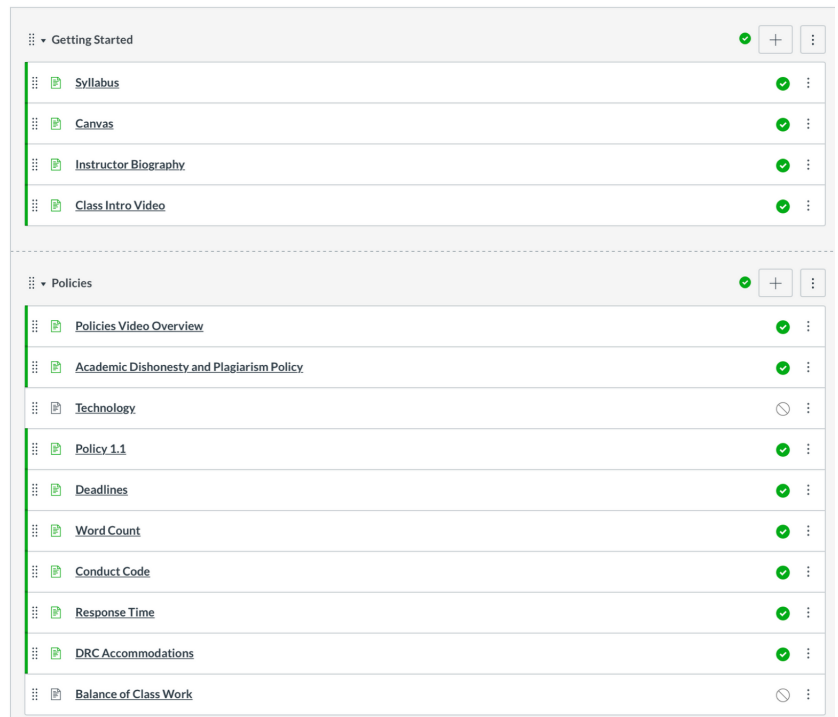 Getting Started
Syllabus
Canvas
Instructor Biography
Class Intro Video
Policies
Policies Video Overview
Academic Dishonesty and Plagiarism Policy
Technology
Policy 1.1
Deadlines
Word Count
Conduct Code
Response Time
DRC Accommodations
Balance of Class Work